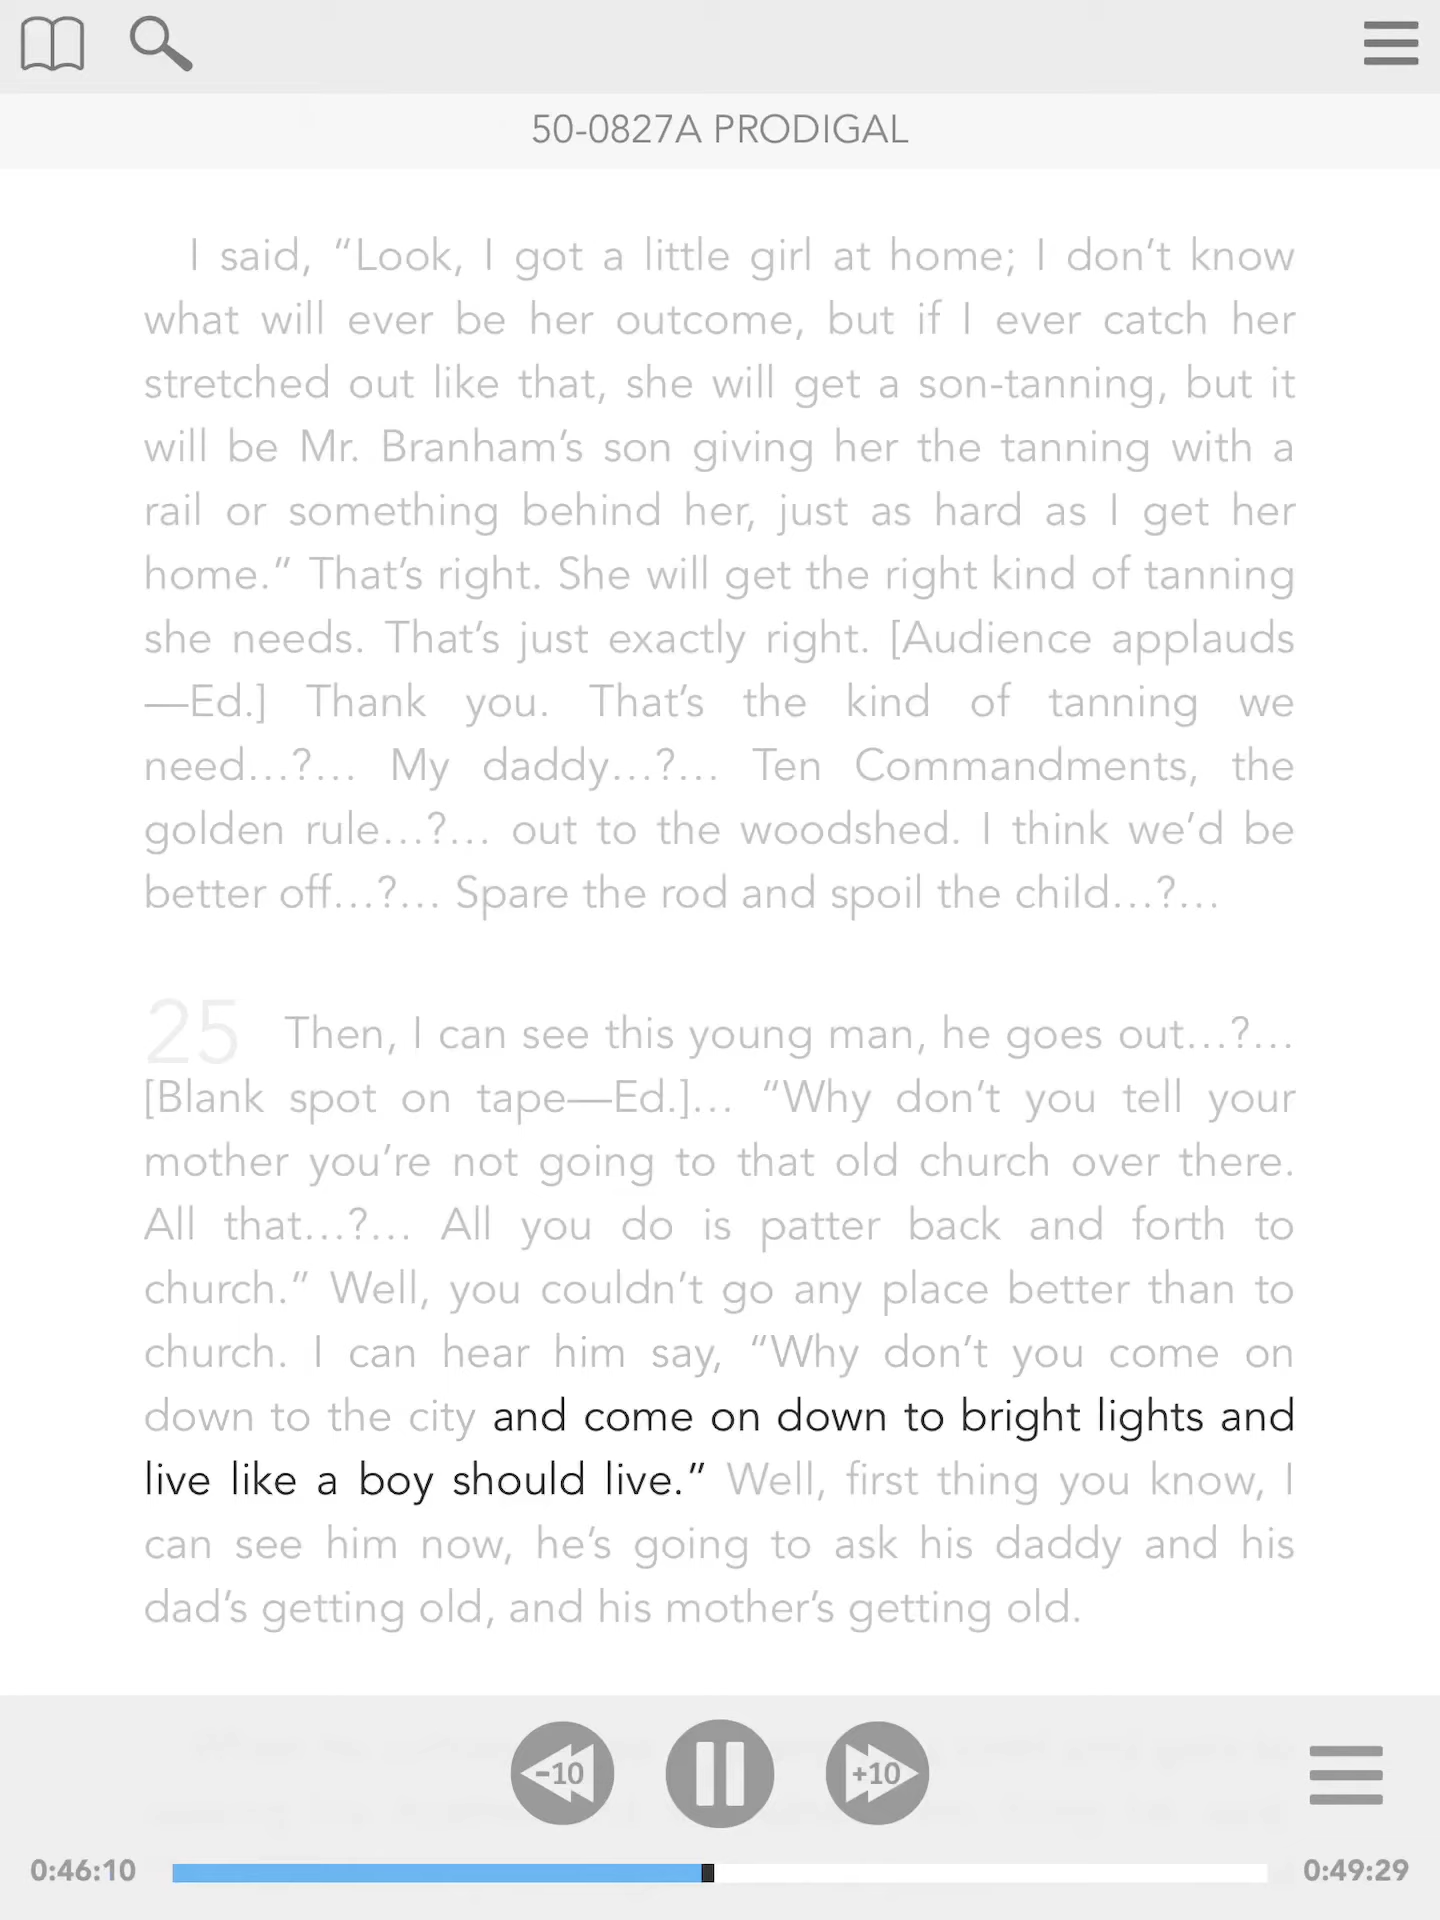 50-0827A PRODIGAL
I said, “Look, I got a little girl at home; I don’t know
what will ever be her outcome, but if I ever catch her
stretched out like that, she will get a son-tanning, but it
will be Mr. Branham’s son giving her the tanning with a
rail or something behind her, just as hard as I get her
home.” That’s right. She will get the right kind of tanning
she needs. That’s just exactly right. [Audience applauds
—Ed.] Thank you. That’s the kind of tanning we
need…?… My daddy…?… Ten Commandments, the
golden rule…?… out to the woodshed. I think we’d be
better off…?… Spare the rod and spoil the child…?…
25 Then, I can see this young man, he goes out…?…
[Blank spot on tape—Ed.]… “Why don’t you tell your
mother you’re not going to that old church over there.
All that…?… All you do is patter back and forth to
church.” Well, you couldn’t go any place better than to
church. I can hear him say, “Why don’t you come on
down to the city and come on down to bright lights and
live like a boy should live.” Well, first thing you know, I
can see him now, he’s going to ask his daddy and his
dad’s getting old, and his mother’s getting old.
-10 +10
0:46:10 0:49:29